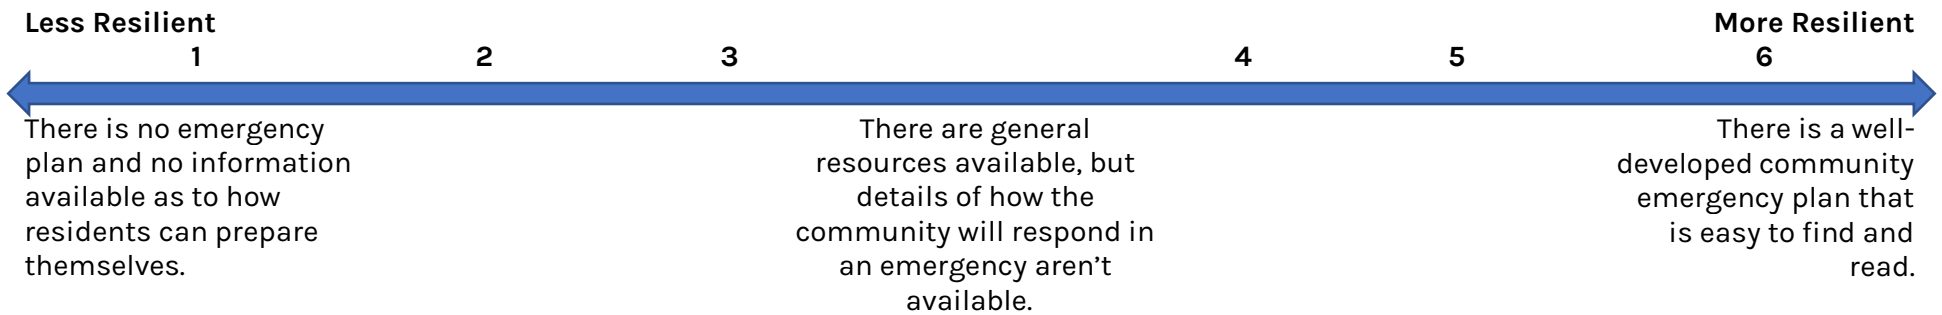 Less Resilient More Resilient
1 2 3 4 5 6
There is no emergency
plan and no information
available as to how
residents can prepare
themselves.
There are general
resources available, but
details of how the
community will respond in
an emergency aren’t
available.
There is a well-
developed community
emergency plan that
is easy to find and
read.